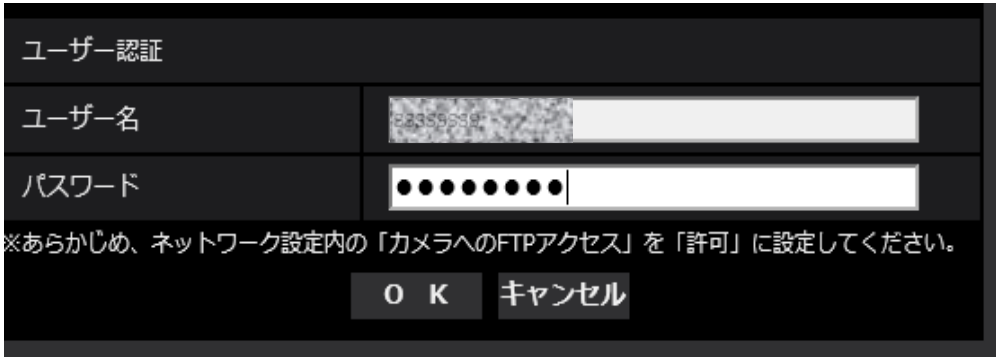 ユーザー認証
ユーザー名
パスワード ●●●●●●●●
※あらかじめ、ネットワーク設定内の「カメラへのFTPアクセス」を「許可」に設定してください。
O K キャンセル